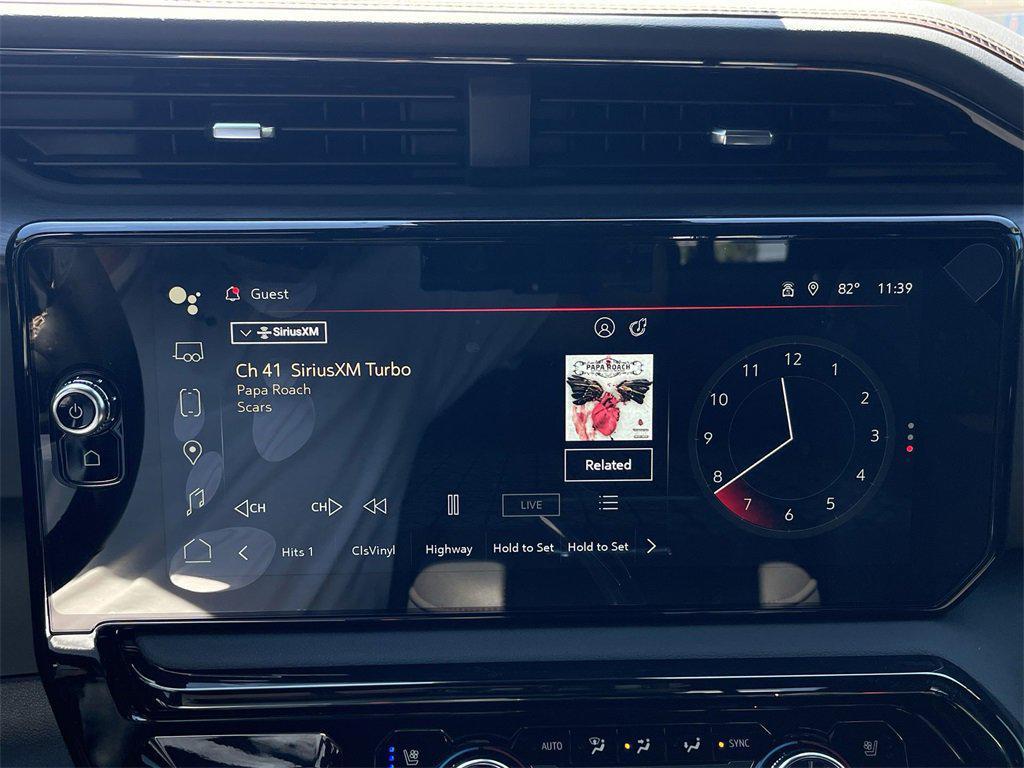 Guest
82° 11:39
SiriusXM
Ch 41 SiriusXM Turbo
Papa Roach
Scars
PAPA ROACH
Related
12
1
2
3
4
5
6
7
8
9
10
11
CH
CH
LIVE
Hits 1
ClsVinyl
Highway
Hold to Set
Hold to Set
AUTO
SYNC